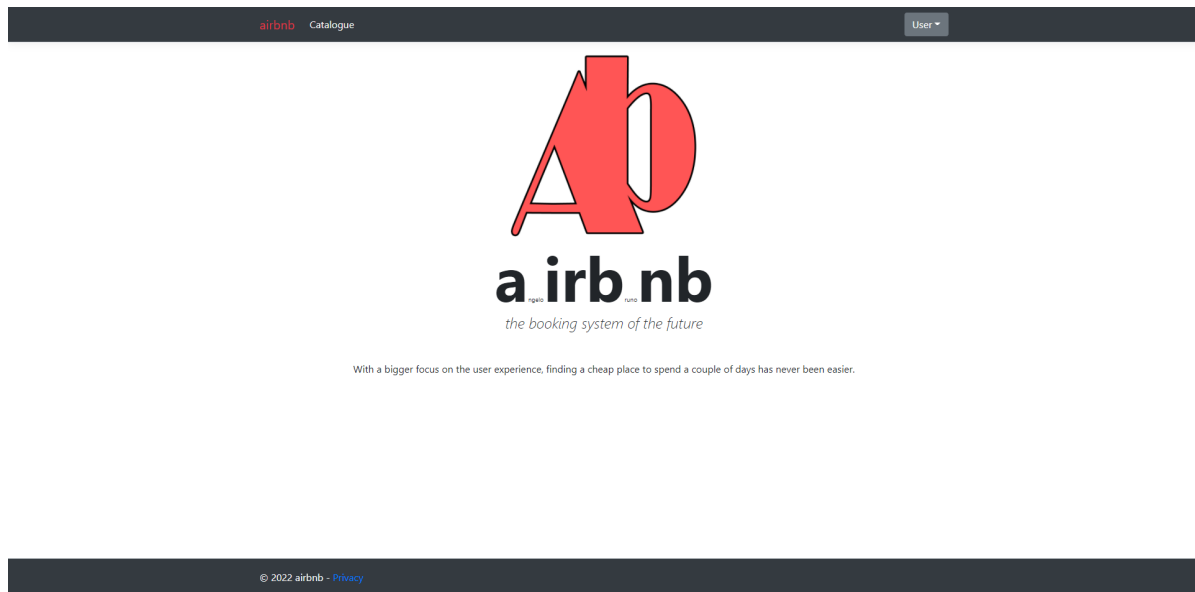 airbnb Catalogue User
Ab
a ngelo irb runo nb
the booking system of the future
With a bigger focus on the user experience, finding a cheap place to spend a couple of days has never been easier.
© 2022 airbnb - Privacy